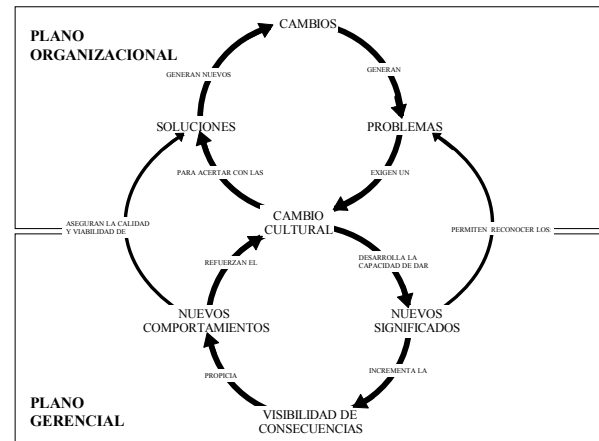 CAMBIOS
PLANO
ORGANIZACIONAL
GENERAN NUEVOS
GENERAN
SOLUCIONES
PROBLEMAS
PARA ACERTAR CON LAS
EXIGEN UN
CAMBIO
CULTURAL
ASEGURAN LA CALIDAD
Y VIABILIDAD DE
PERMITEN RECONOCER LOS:
REFUERZAN EL
DESARROLLA LA
CAPACIDAD DE DAR
NUEVOS
COMPORTAMIENTOS
NUEVOS
SIGNIFICADOS
PROPICIA
INCREMENTA LA
PLANO
GERENCIAL
VISIBILIDAD DE
CONSECUENCIAS